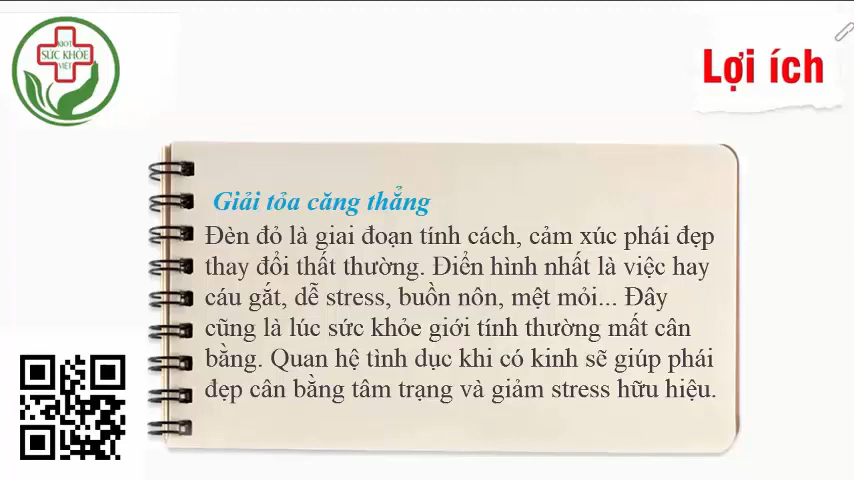 KIOT
SỨC KHỎE
VIỆT
Lợi ích
Giải tỏa căng thẳng
Đèn đỏ là giai đoạn tính cách, cảm xúc phái đẹp
thay đổi thất thường. Điển hình nhất là việc hay
cáu gắt, dễ stress, buồn nôn, mệt mỏi... Đây
cũng là lúc sức khỏe giới tính thường mất cân
bằng. Quan hệ tình dục khi có kinh sẽ giúp phái
đẹp cân bằng tâm trạng và giảm stress hữu hiệu.